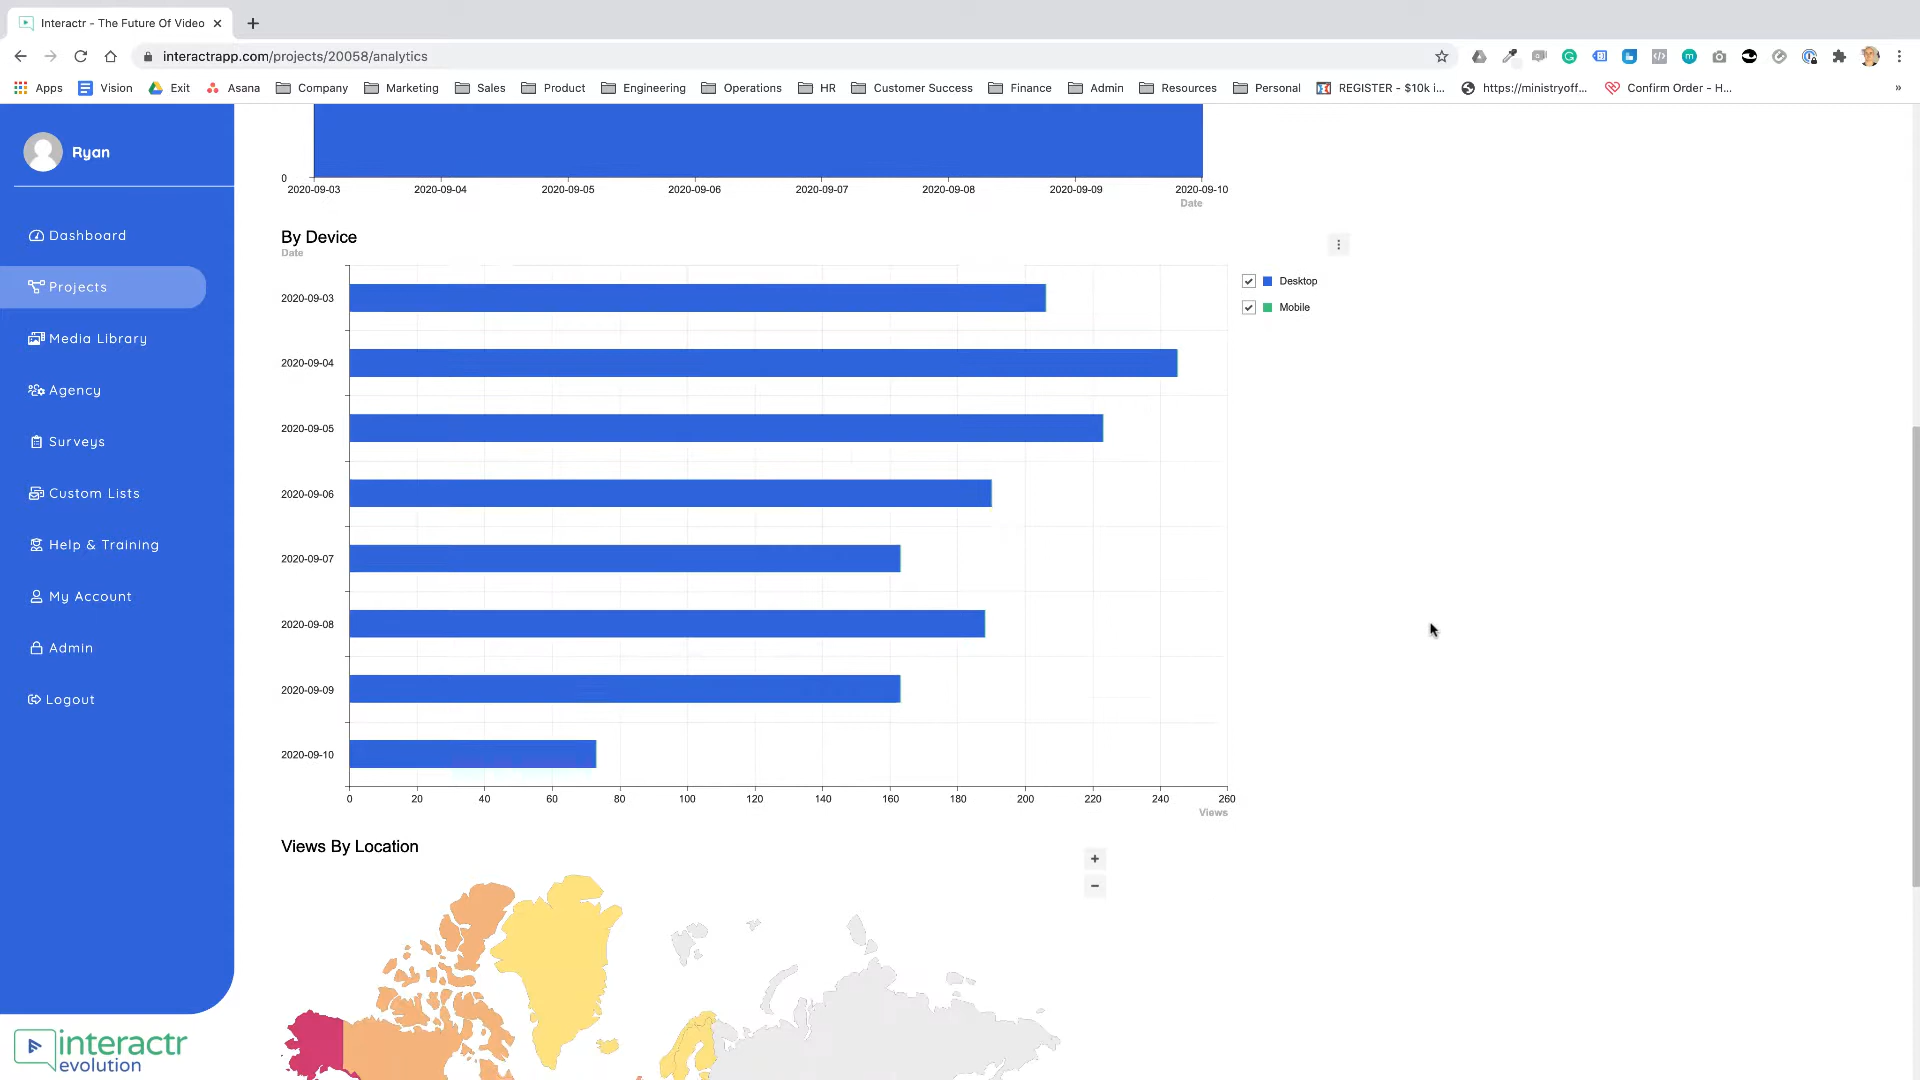 Interactr - The Future Of Video
interactrapp.com/projects/20058/analytics
Apps Vision Exit Asana Company Marketing Sales Product Engineering Operations HR Customer Success Finance Admin Resources Personal REGISTER - $10k i... https://ministryoff... Confirm Order - H...
Ryan
Dashboard
Projects
Media Library
Agency
Surveys
Custom Lists
Help & Training
My Account
Admin
Logout
interactr
evolution
0
2020-09-03 2020-09-04 2020-09-05 2020-09-06 2020-09-07 2020-09-08 2020-09-09 2020-09-10
Date
By Device
Date
Desktop
Mobile
2020-09-03
2020-09-04
2020-09-05
2020-09-06
2020-09-07
2020-09-08
2020-09-09
2020-09-10
0 20 40 60 80 100 120 140 160 180 200 220 240 260
Views
Views By Location
+
−